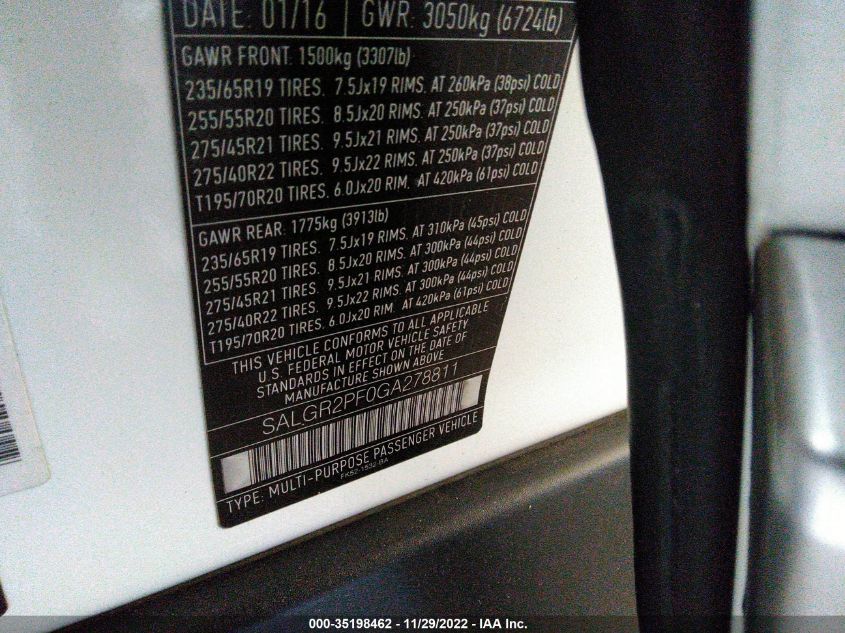 DATE: 01/16 GWR: 3050kg (6724lb)
GAWR FRONT: 1500kg (3307lb)
235/65R19 TIRES. 7.5Jx19 RIMS. AT 260kPa (38psi) COLD
255/55R20 TIRES. 8.5Jx20 RIMS. AT 250kPa (37psi) COLD
275/45R21 TIRES. 9.5Jx21 RIMS. AT 250kPa (37psi) COLD
275/40R22 TIRES. 9.5Jx22 RIMS. AT 250kPa (37psi) COLD
T195/70R20 TIRES. 6.0Jx20 RIM. AT 420kPa (61psi) COLD
GAWR REAR: 1775kg (3913lb)
235/65R19 TIRES. 7.5Jx19 RIMS. AT 310kPa (45psi) COLD
255/55R20 TIRES. 8.5Jx20 RIMS. AT 300kPa (44psi) COLD
275/45R21 TIRES. 9.5Jx21 RIMS. AT 300kPa (44psi) COLD
275/40R22 TIRES. 9.5Jx22 RIMS. AT 300kPa (44psi) COLD
T195/70R20 TIRES. 6.0Jx20 RIM. AT 420kPa (61psi) COLD
THIS VEHICLE CONFORMS TO ALL APPLICABLE
U.S. FEDERAL MOTOR VEHICLE SAFETY
STANDARDS IN EFFECT ON THE DATE OF
MANUFACTURE SHOWN ABOVE
SALGR2PF0GA278811
TYPE: MULTI-PURPOSE PASSENGER VEHICLE
FK52-1532-BA
000-35198462 - 11/29/2022 - IAA Inc.